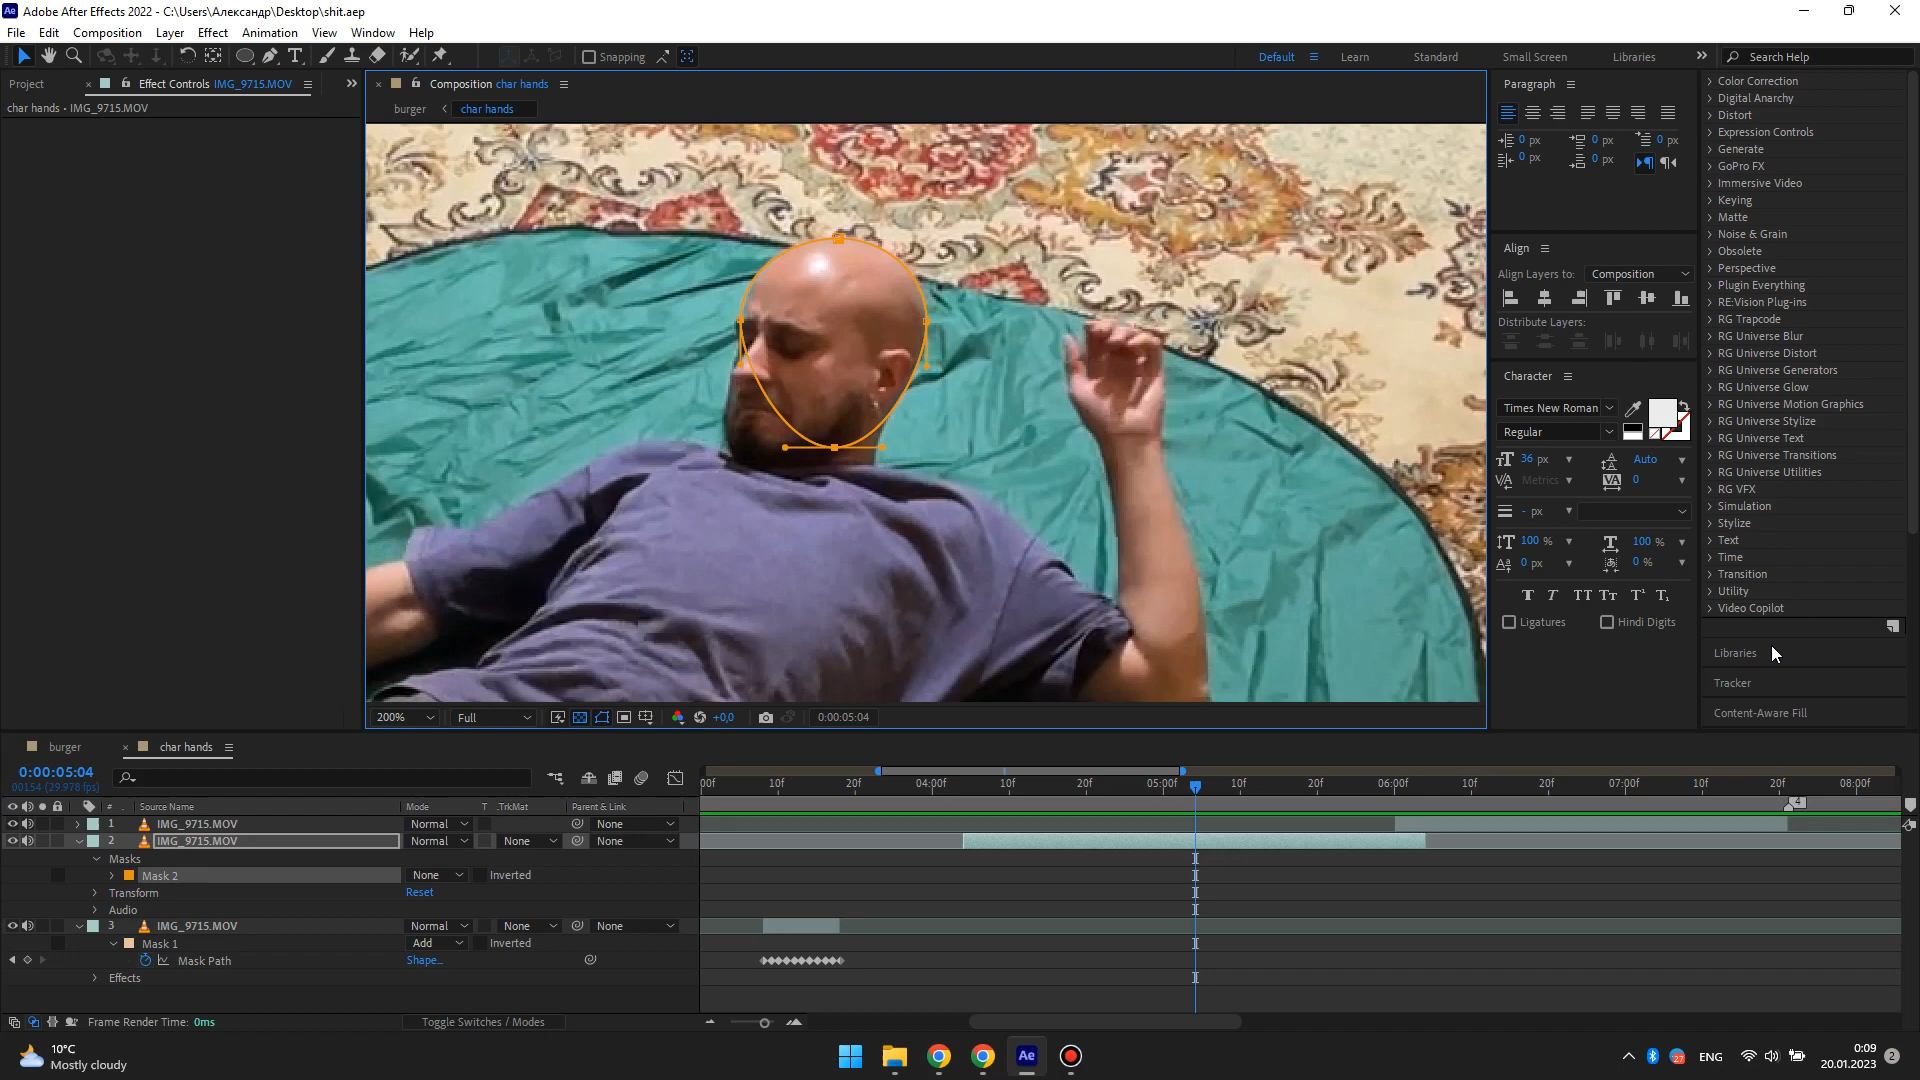 Ae Adobe After Effects 2022 - C:\Users\Александр\Desktop\shit.aep
File Edit Composition Layer Effect Animation View Window Help
Snapping Default Learn Standard Small Screen Libraries Search Help
Project Effect Controls IMG_9715.MOV Composition char hands
char hands • IMG_9715.MOV
burger char hands
Paragraph
0 px 0 px 0 px
0 px 0 px
Align
Align Layers to: Composition
Distribute Layers:
Character
Times New Roman
Regular
36 px Auto
Metrics 0
- px
100 % 100 %
0 px 0 %
T T TT Tt T¹ T₁
Ligatures Hindi Digits
Color Correction
Digital Anarchy
Distort
Expression Controls
Generate
GoPro FX
Immersive Video
Keying
Matte
Noise & Grain
Obsolete
Perspective
Plugin Everything
RE:Vision Plug-ins
RG Trapcode
RG Universe Blur
RG Universe Distort
RG Universe Generators
RG Universe Glow
RG Universe Motion Graphics
RG Universe Stylize
RG Universe Text
RG Universe Transitions
RG Universe Utilities
RG VFX
Simulation
Stylize
Text
Time
Transition
Utility
Video Copilot
Libraries
Tracker
Content-Aware Fill
200% Full +0,0 0:00:05:04
burger char hands
0:00:05:04
00154 (29.978 fps)
:00f 10f 20f 04:00f 10f 20f 05:00f 10f 20f 06:00f 10f 20f 07:00f 10f 20f 08:00f
4
# Source Name Mode T .TrkMat Parent & Link
1 IMG_9715.MOV Normal None
2 IMG_9715.MOV Normal None None
Masks
Mask 2 None Inverted
Transform Reset
Audio
3 IMG_9715.MOV Normal None None
Mask 1 Add Inverted
Mask Path Shape...
Effects
Frame Render Time: 0ms Toggle Switches / Modes
10°C
Mostly cloudy
Ae
27 ENG
0:09
20.01.2023
2